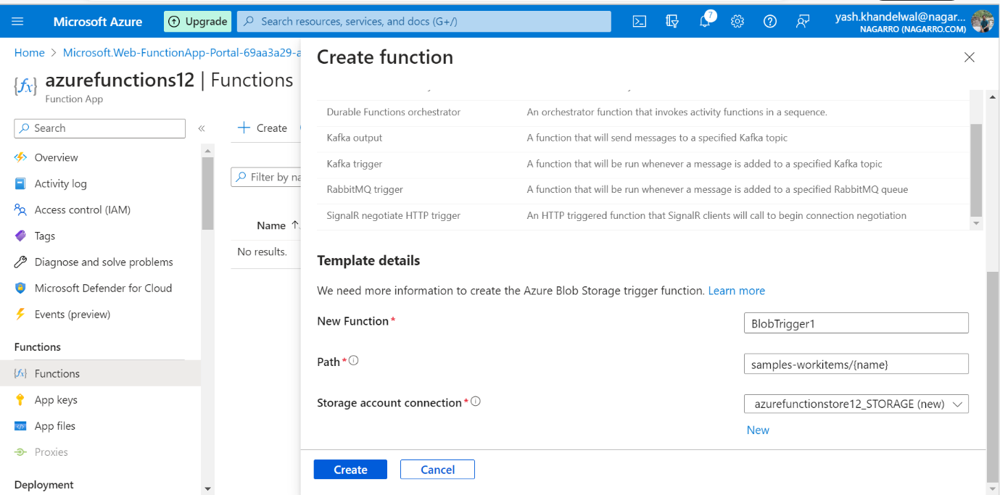 Microsoft Azure
Upgrade
Search resources, services, and docs (G+/)
7
yash.khandelwal@nagar...
NAGARRO (NAGARRO.COM)
Home > Microsoft.Web-FunctionApp-Portal-69aa3a29-a
{fx} azurefunctions12 | Functions
Function App
Search
«
Overview
Activity log
Access control (IAM)
Tags
Diagnose and solve problems
Microsoft Defender for Cloud
Events (preview)
Functions
Functions
App keys
App files
Proxies
Deployment
+ Create
Filter by na
Name ↑
No results.
Create function
Durable Functions orchestrator An orchestrator function that invokes activity functions in a sequence.
Kafka output A function that will send messages to a specified Kafka topic
Kafka trigger A function that will be run whenever a message is added to a specified Kafka topic
RabbitMQ trigger A function that will be run whenever a message is added to a specified RabbitMQ queue
SignalR negotiate HTTP trigger An HTTP triggered function that SignalR clients will call to begin connection negotiation
Template details
We need more information to create the Azure Blob Storage trigger function. Learn more
New Function * BlobTrigger1
Path * samples-workitems/{name}
Storage account connection * azurefunctionstore12_STORAGE (new)
New
Create Cancel